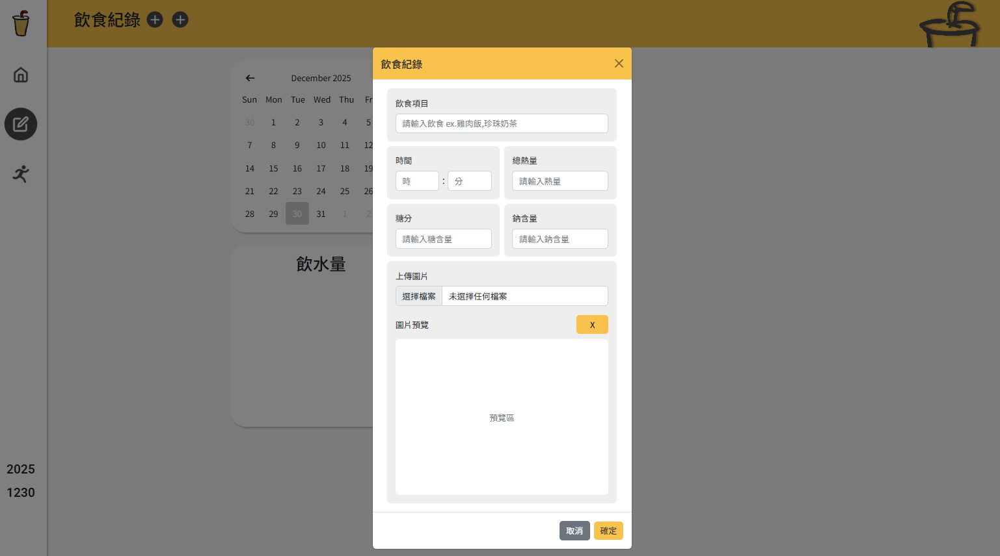 飲食紀錄
December 2025
Sun Mon Tue Wed Thu Fr
30 1 2 3 4 5
7 8 9 10 11 12
14 15 16 17 18 19
21 22 23 24 25 26
28 29 30 31 1 2
飲水量
2025
1230
飲食紀錄
飲食項目
請輸入飲食 ex.雞肉飯,珍珠奶茶
時間
時 : 分
總熱量
請輸入熱量
糖分
請輸入糖含量
鈉含量
請輸入鈉含量
上傳圖片
選擇檔案 未選擇任何檔案
圖片預覽 X
預覽區
取消 確定